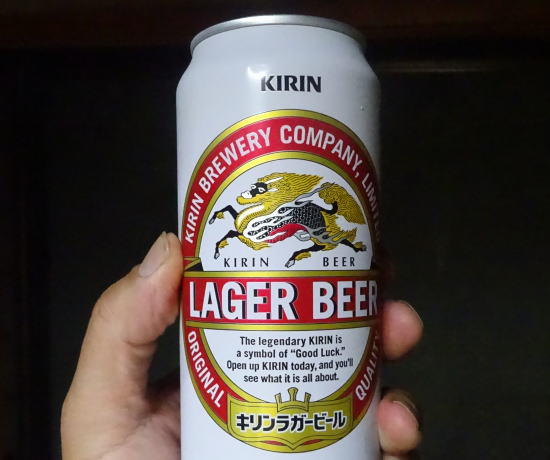 KIRIN
KIRIN BREWERY COMPANY, LIMITED
KIRIN BEER
LAGER BEER
The legendary KIRIN is
a symbol of "Good Luck."
Open up KIRIN today, and you'll
see what it is all about.
ORIGINAL QUALITY
キリンラガービール